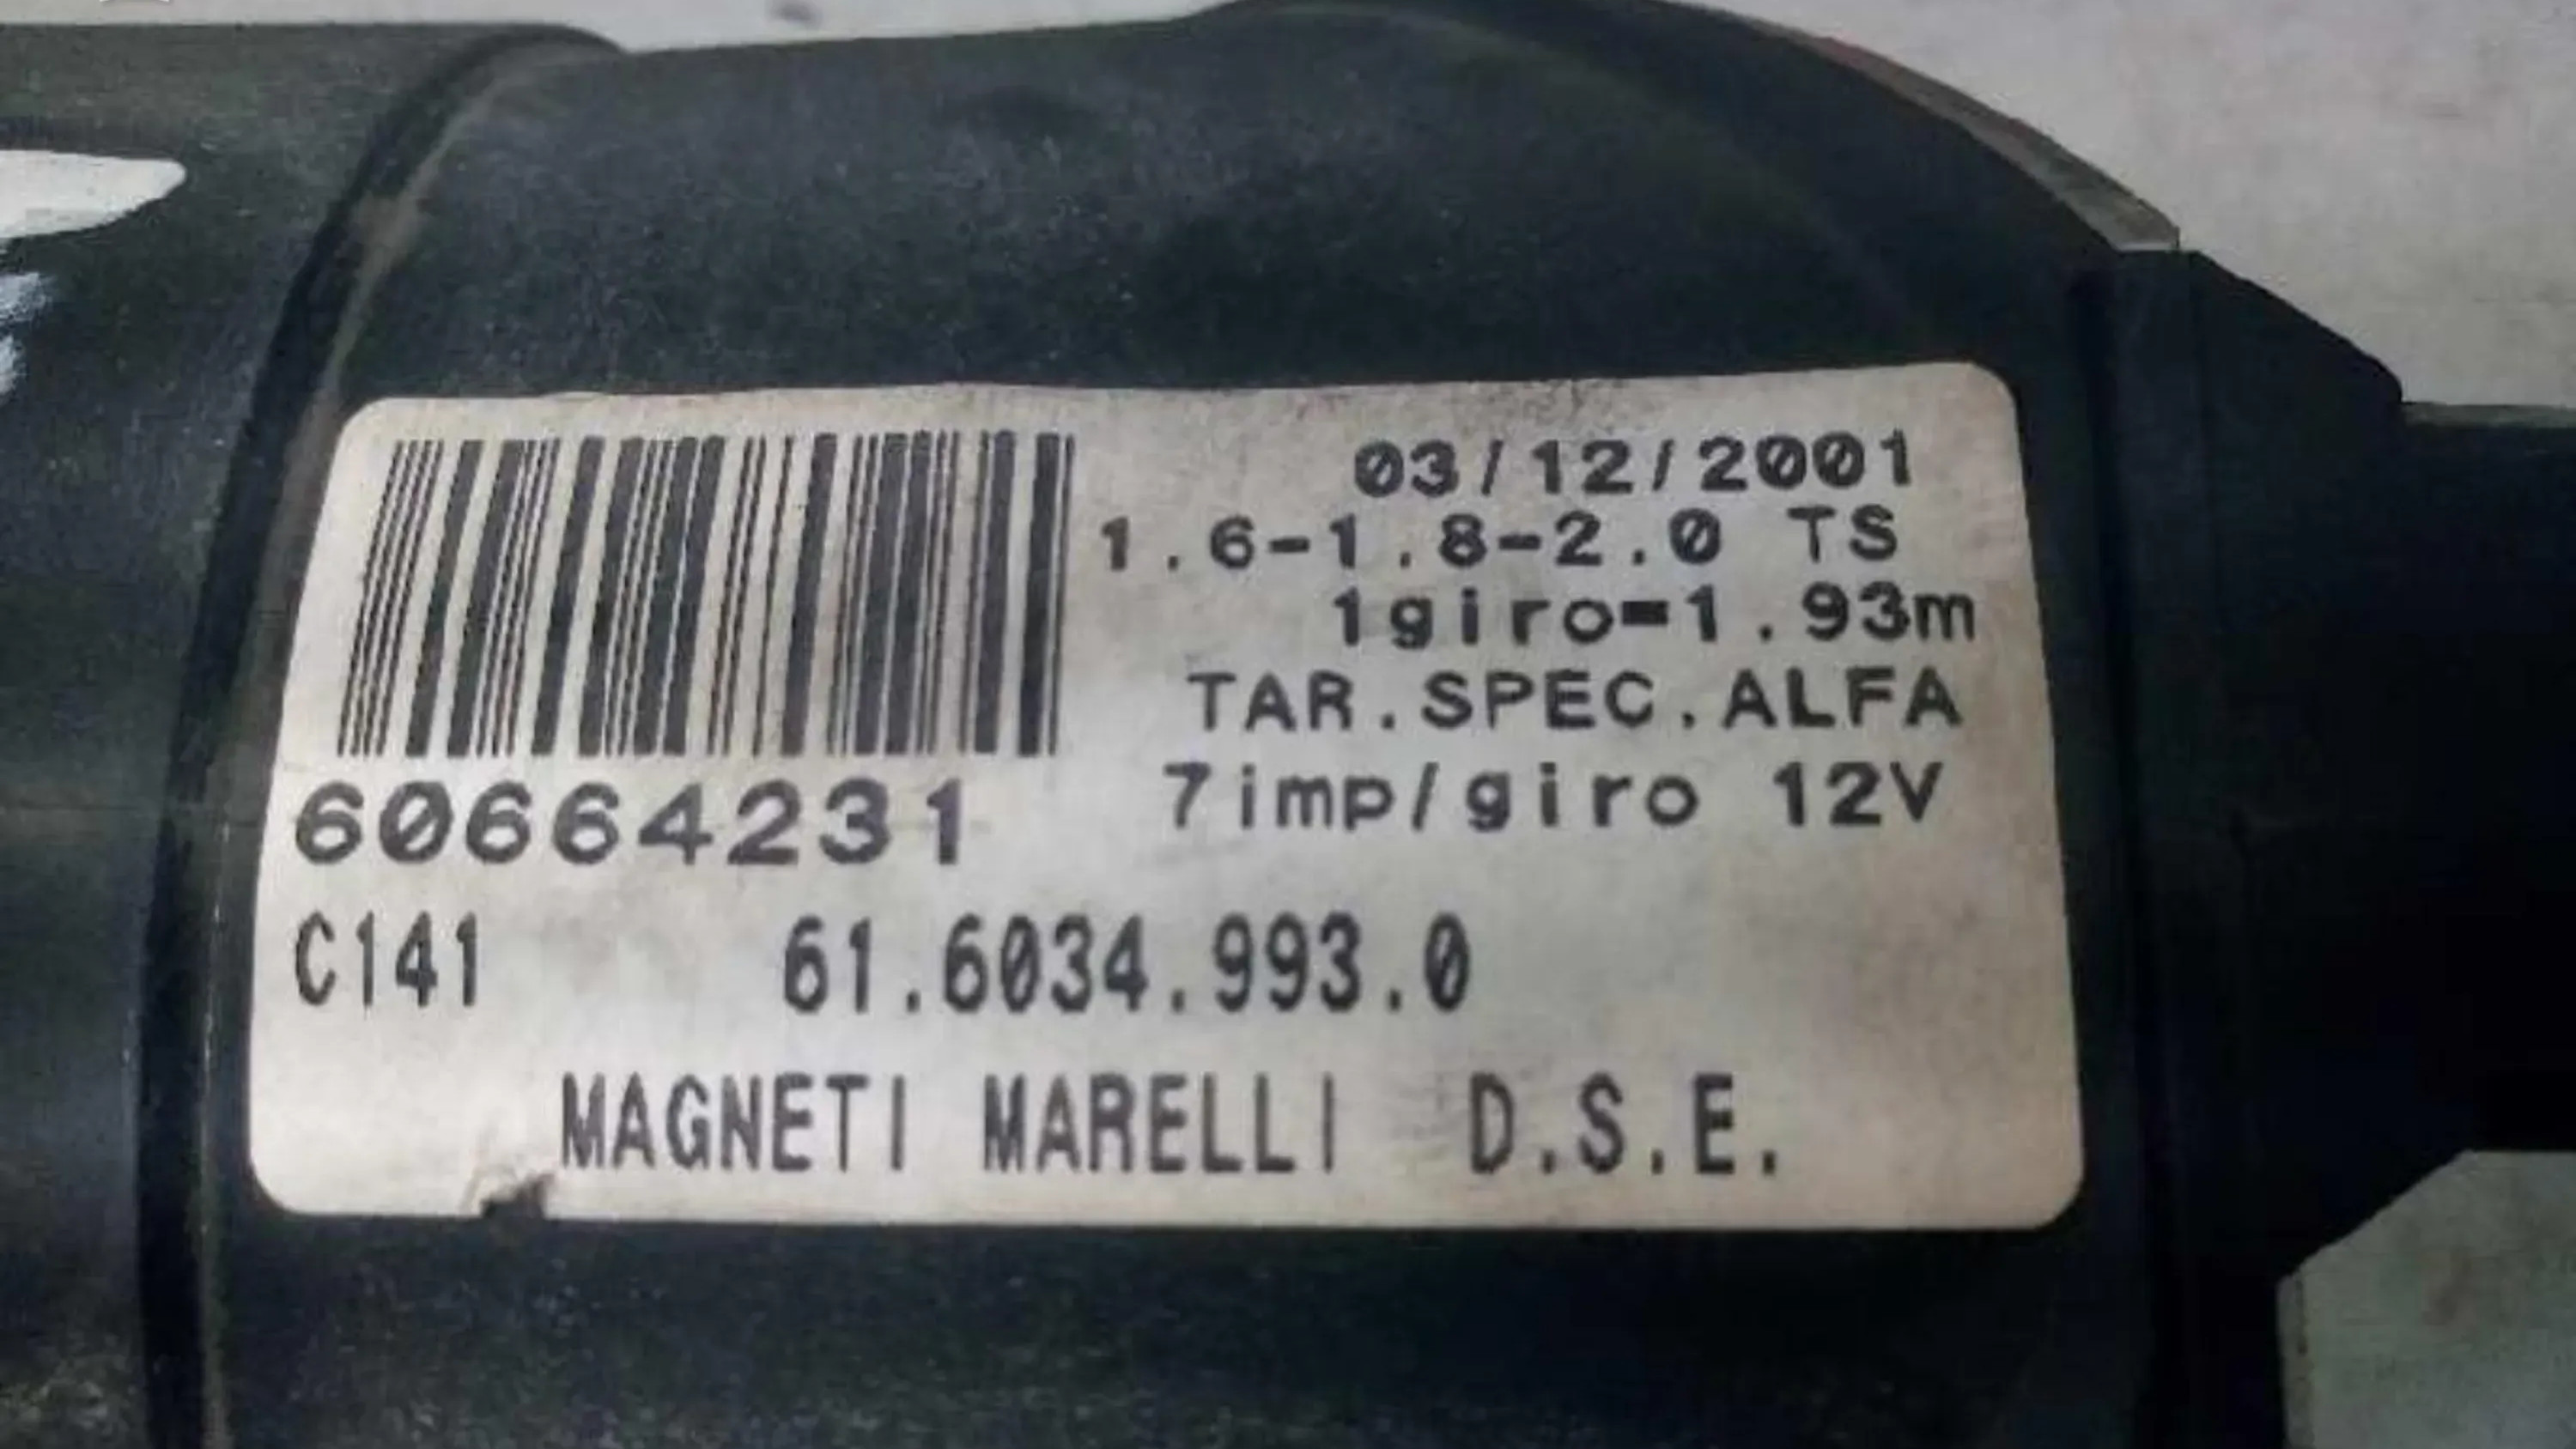 03/12/2001
1.6-1.8-2.0 TS
1giro=1.93m
TAR.SPEC.ALFA
7imp/giro 12V
60664231
C141 61.6034.993.0
MAGNETI MARELLI D.S.E.